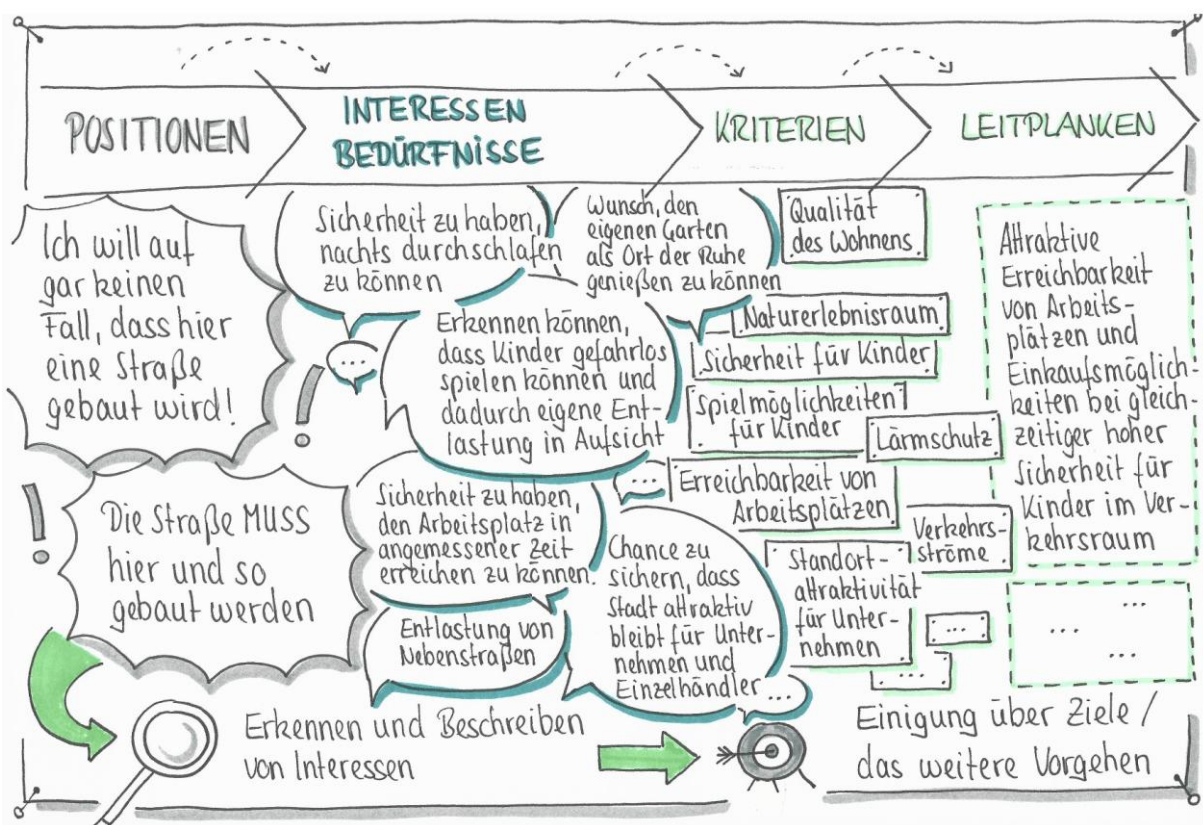 POSITIONEN
INTERESSEN
BEDÜRFNISSE
KRITERIEN
LEITPLANKEN
Ich will auf
gar keinen
Fall, dass hier
eine Straße
gebaut wird!
!
Die Straße MUSS
hier und so
gebaut werden
!
Sicherheit zu haben,
nachts durchschlafen
zu können
Wunsch, den
eigenen Garten
als Ort der Ruhe
genießen zu können
...
Erkennen können,
dass Kinder gefahrlos
spielen können und
dadurch eigene Ent-
lastung in Aufsicht
Sicherheit zu haben,
den Arbeitsplatz in
angemessener Zeit
erreichen zu können.
...
Entlastung von
Nebenstraßen
Chance zu
sichern, dass
Stadt attraktiv
bleibt für Unter-
nehmen und
Einzelhändler
...
Qualität
des Wohnens
Naturerlebnisraum
Sicherheit für Kinder
Spielmöglichkeiten
für Kinder
Lärmschutz
Erreichbarkeit von
Arbeitsplätzen
Verkehrs-
ströme
Standort-
attraktivität
für Unter-
nehmen
...
....
Attraktive
Erreichbarkeit
von Arbeits-
plätzen und
Einkaufsmöglich-
keiten bei gleich-
zeitiger hoher
Sicherheit für
Kinder im Ver-
kehrsraum
...
...
...
Erkennen und Beschreiben
von Interessen
Einigung über Ziele /
das weitere Vorgehen